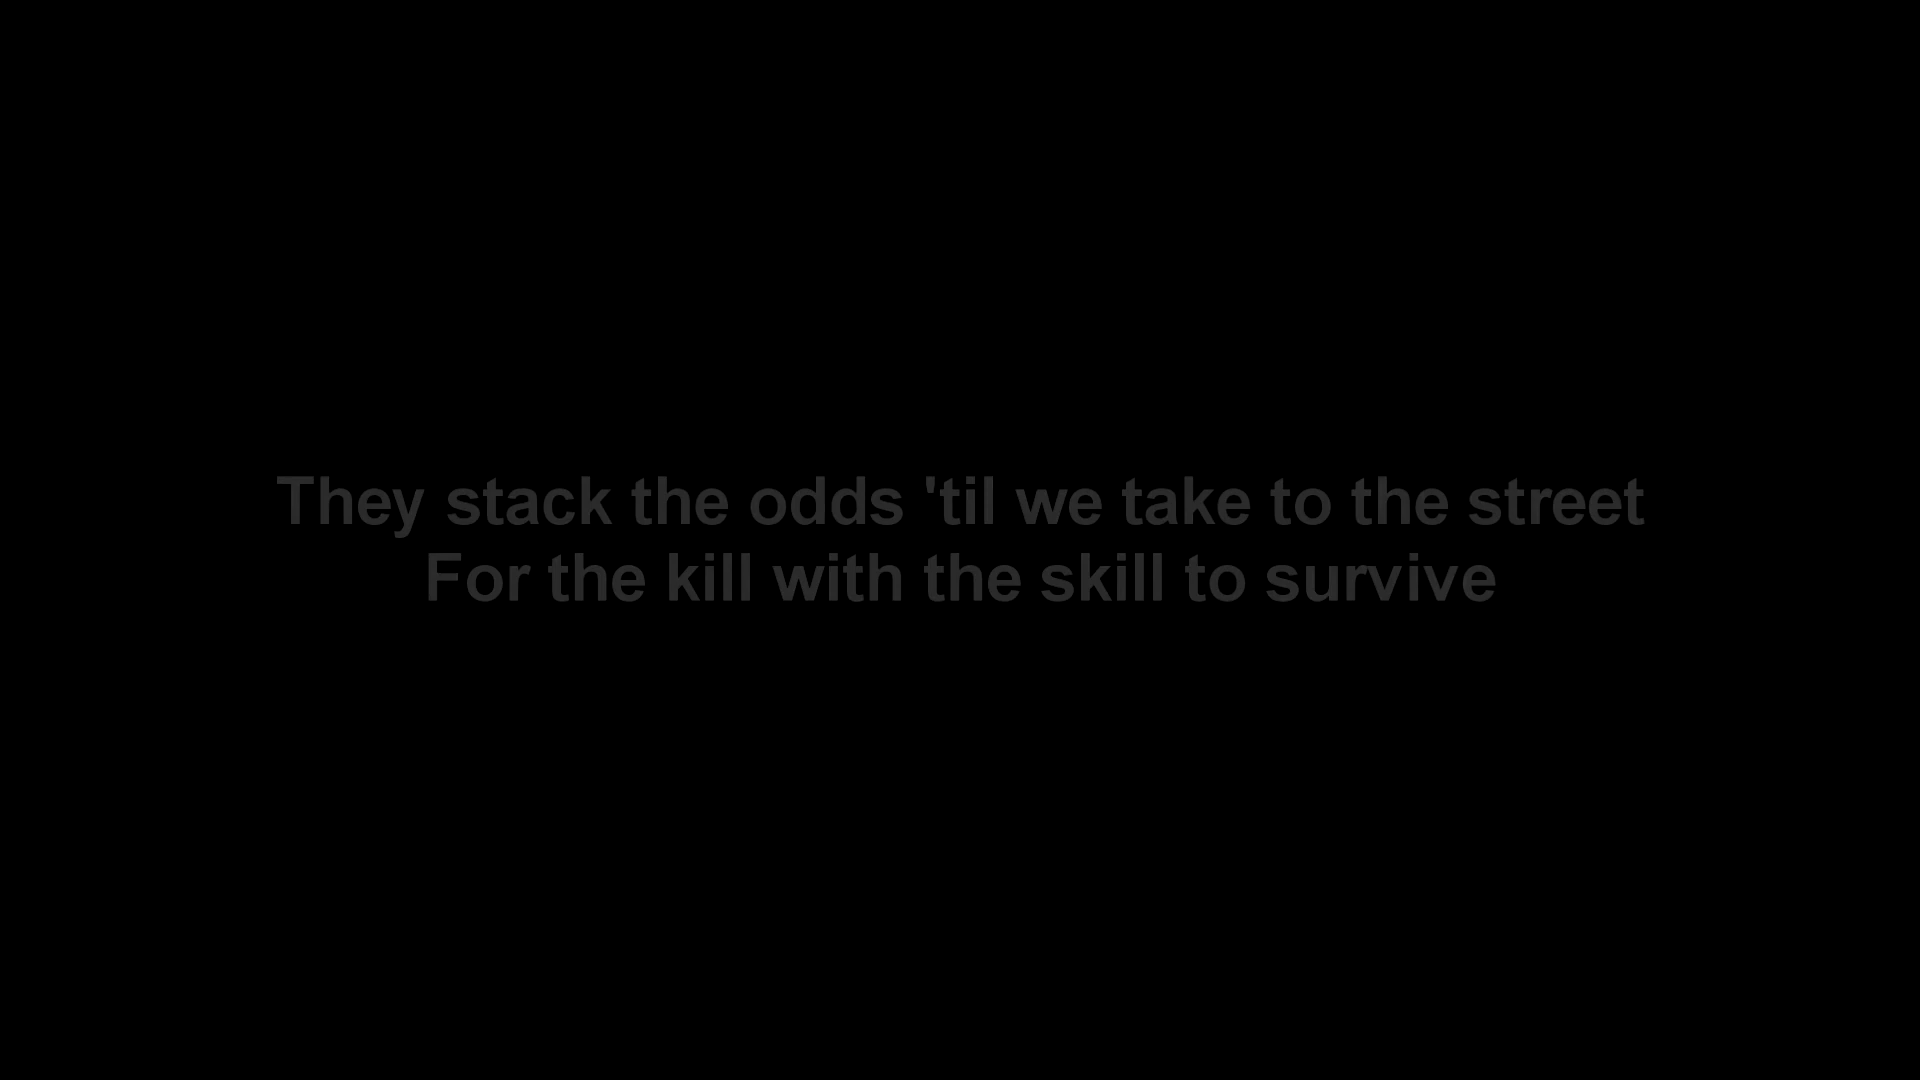 They stack the odds 'til we take to the street
For the kill with the skill to survive